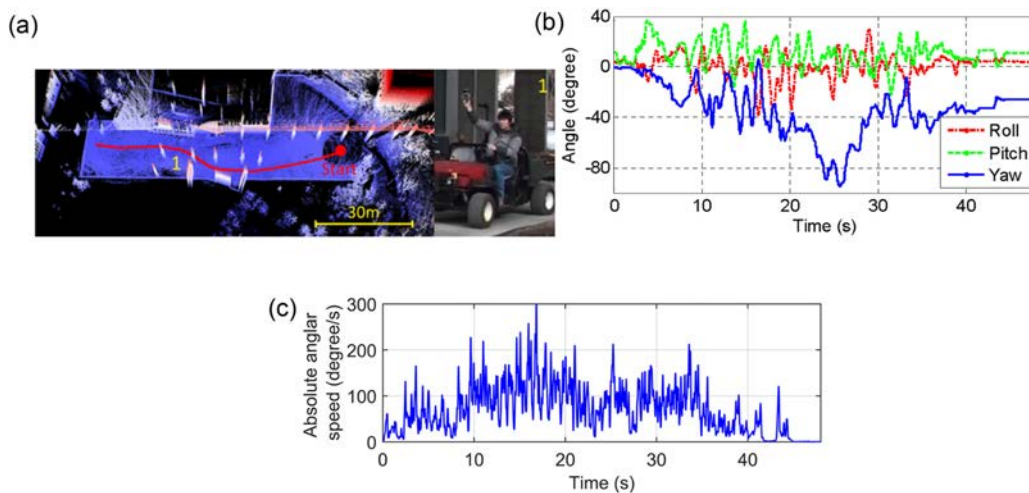 (a)
1
Start
30m
1
(b)
40
0
-40
-80
Angle (degree)
0
10
20
30
40
Time (s)
Roll
Pitch
Yaw
(c)
300
200
100
0
Absolute anglar
speed (degree/s)
0
10
20
30
40
Time (s)